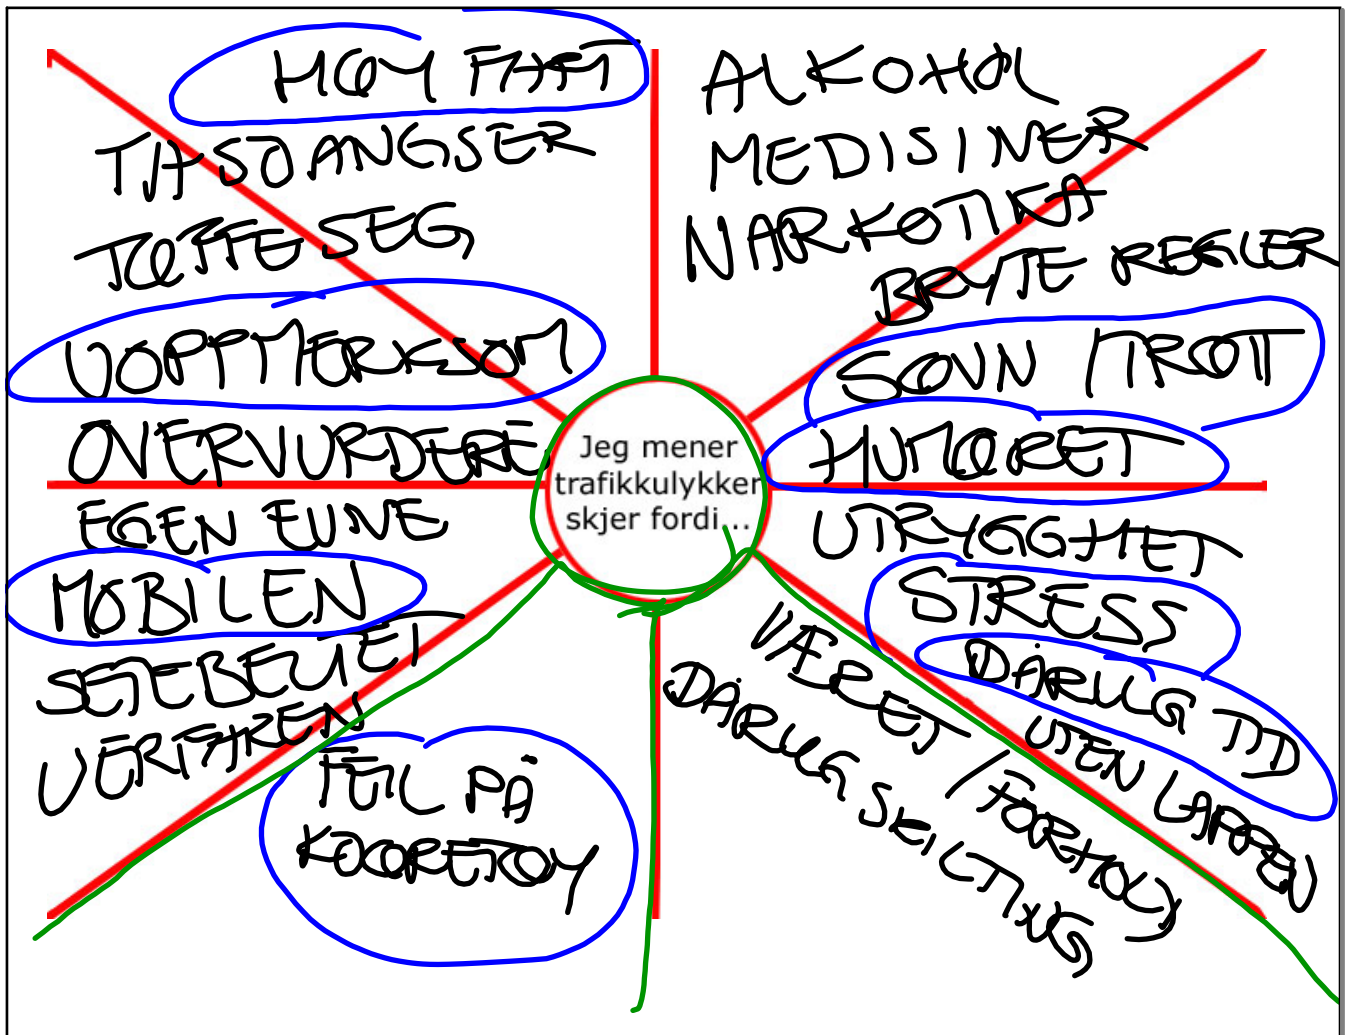 HØY FART
TA SJANGSER
TØFFE SEG
UOPPMERKSOM
OVERVURDERE
EGEN EVNE
MOBILEN
SETEBELTET
UERFAREN
FEIL PÅ
KJØRETØY
Jeg mener
trafikkulykker
skjer fordi...
ALKOHOL
MEDISINER
NARKOTIKA
BRYTE REGLER
SØVN / TRØTT
HUMØRET
UTRYGGHET
STRESS
DÅRLIG TID
UTEN LAPPEN
VÆRET / FORHOLD
DÅRLIG SKILTING